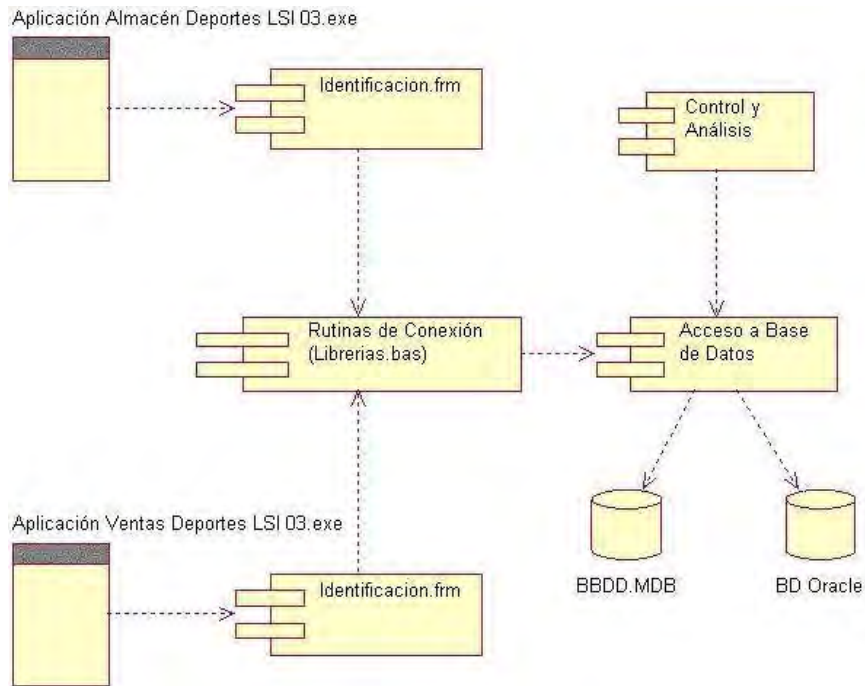 Aplicación Almacén Deportes LSI 03.exe
Identificacion.frm
Control y
Análisis
Rutinas de Conexión
(Librerias.bas)
Acceso a Base
de Datos
Aplicación Ventas Deportes LSI 03.exe
Identificacion.frm
BBDD.MDB
BD Oracle